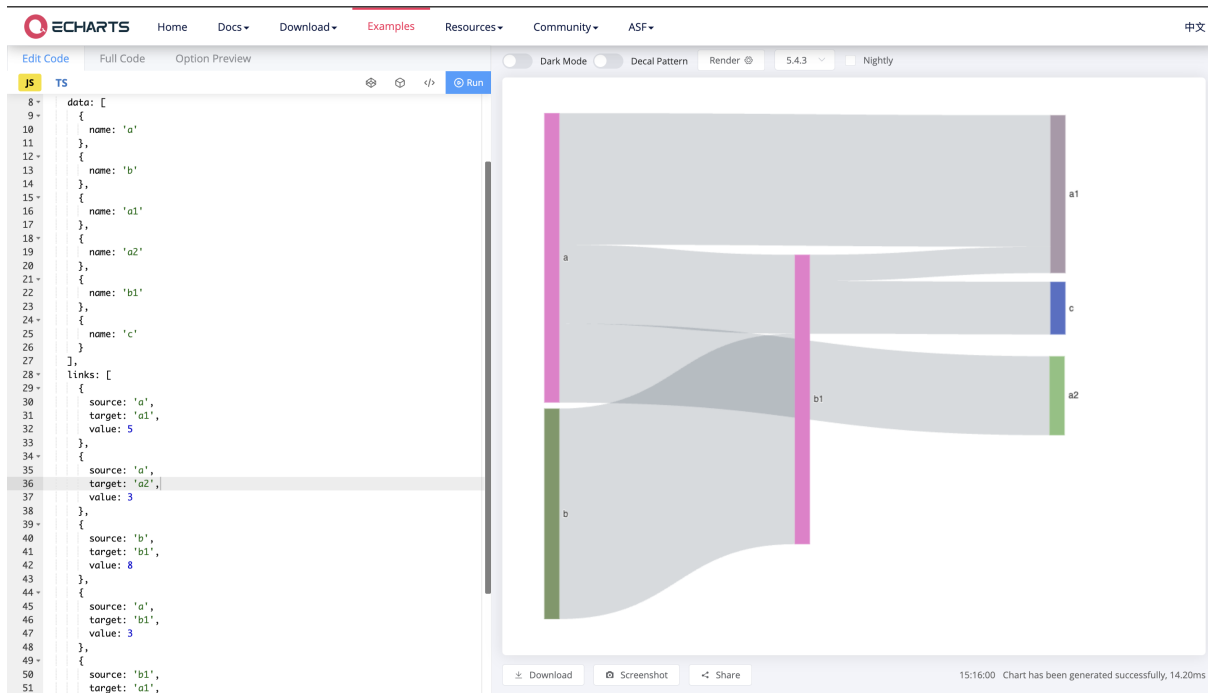 ECHARTS Home Docs Download Examples Resources Community ASF 中文
Edit Code Full Code Option Preview
Dark Mode Decal Pattern Render 5.4.3 Nightly
JS TS </> Run
8 data: [
9 {
10 name: 'a'
11 },
12 {
13 name: 'b'
14 },
15 {
16 name: 'a1'
17 },
18 {
19 name: 'a2'
20 },
21 {
22 name: 'b1'
23 },
24 {
25 name: 'c'
26 }
27 ],
28 links: [
29 {
30 source: 'a',
31 target: 'a1',
32 value: 5
33 },
34 {
35 source: 'a',
36 target: 'a2',
37 value: 3
38 },
39 {
40 source: 'b',
41 target: 'b1',
42 value: 8
43 },
44 {
45 source: 'a',
46 target: 'b1',
47 value: 3
48 },
49 {
50 source: 'b1',
51 target: 'a1',
a1
a
c
a2
b1
b
Download Screenshot Share 15:16:00 Chart has been generated successfully, 14.20ms